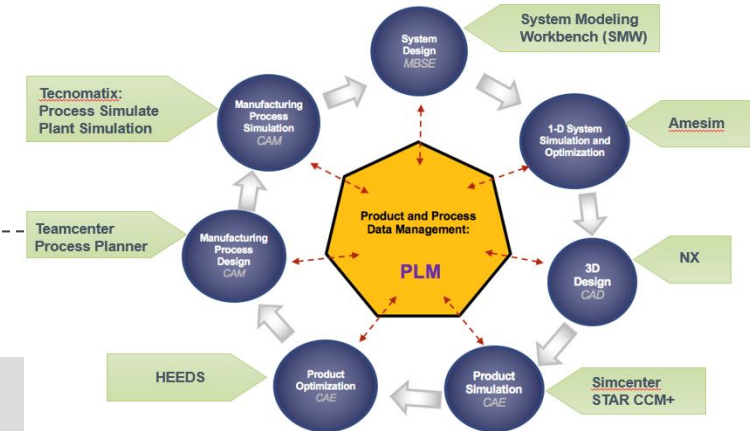 System
Design
MBSE
System Modeling
Workbench (SMW)
1-D System
Simulation and
Optimization
Amesim
3D
Design
CAD
NX
Product
Simulation
CAE
Simcenter
STAR CCM+
Product
Optimization
CAE
HEEDS
Manufacturing
Process
Design
CAM
Teamcenter
Process Planner
Manufacturing
Process
Simulation
CAM
Tecnomatix:
Process Simulate
Plant Simulation
Product and Process
Data Management:
PLM